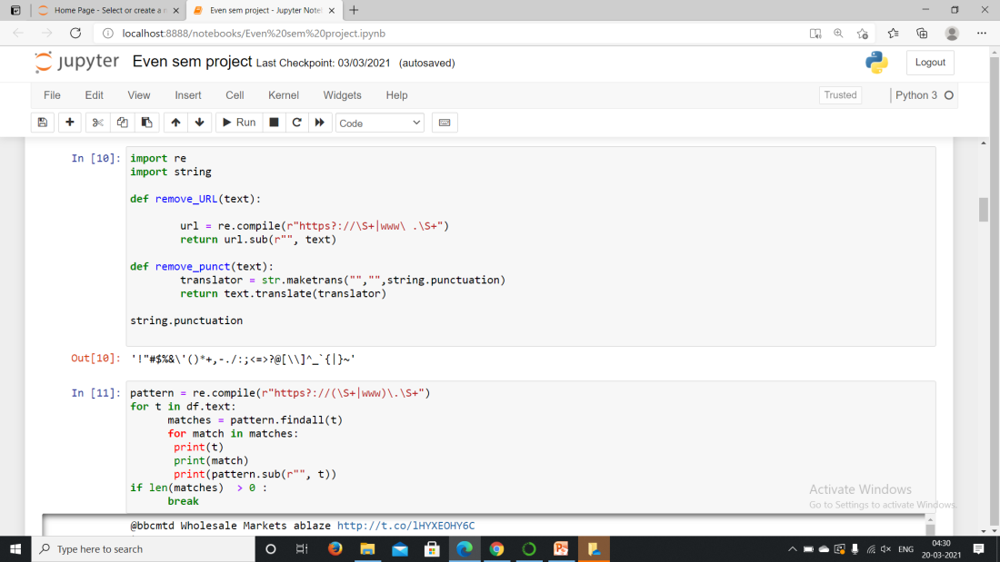 Home Page - Select or create a n
Even sem project - Jupyter Note
localhost:8888/notebooks/Even%20sem%20project.ipynb
jupyter Even sem project Last Checkpoint: 03/03/2021 (autosaved)
Logout
File Edit View Insert Cell Kernel Widgets Help
Trusted
Python 3
Run
Code
In [10]: import re
import string
def remove_URL(text):
url = re.compile(r"https?://\S+|www\ .\S+")
return url.sub(r"", text)
def remove_punct(text):
translator = str.maketrans("","",string.punctuation)
return text.translate(translator)
string.punctuation
Out[10]: '!"#$%&\'()*+,-./:;<=>?@[\\]^_`{|}~'
In [11]: pattern = re.compile(r"https?://(\S+|www)\.\S+")
for t in df.text:
matches = pattern.findall(t)
for match in matches:
print(t)
print(match)
print(pattern.sub(r"", t))
if len(matches) > 0 :
break
@bbcmtd Wholesale Markets ablaze http://t.co/lHYXEOHY6C
Activate Windows
Go to Settings to activate Windows.
Type here to search
ENG
04:30
20-03-2021